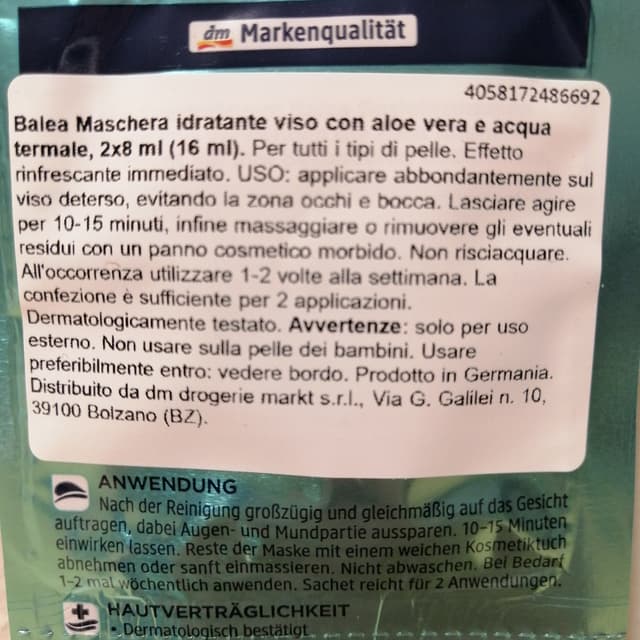 dm Markenqualität
4058172486692
Balea Maschera idratante viso con aloe vera e acqua
termale, 2x8 ml (16 ml). Per tutti i tipi di pelle. Effetto
rinfrescante immediato. USO: applicare abbondantemente sul
viso deterso, evitando la zona occhi e bocca. Lasciare agire
per 10-15 minuti, infine massaggiare o rimuovere gli eventuali
residui con un panno cosmetico morbido. Non risciacquare.
All'occorrenza utilizzare 1-2 volte alla settimana. La
confezione è sufficiente per 2 applicazioni.
Dermatologicamente testato. Avvertenze: solo per uso
esterno. Non usare sulla pelle dei bambini. Usare
preferibilmente entro: vedere bordo. Prodotto in Germania.
Distribuito da dm drogerie markt s.r.l., Via G. Galilei n. 10,
39100 Bolzano (BZ).
ANWENDUNG
Nach der Reinigung großzügig und gleichmäßig auf das Gesicht
auftragen, dabei Augen- und Mundpartie aussparen. 10-15 Minuten
einwirken lassen. Reste der Maske mit einem weichen Kosmetiktuch
abnehmen oder sanft einmassieren. Nicht abwaschen. Bei Bedarf
1-2 mal wöchentlich anwenden. Sachet reicht für 2 Anwendungen.
HAUTVERTRÄGLICHKEIT
• Dermatologisch bestätigt